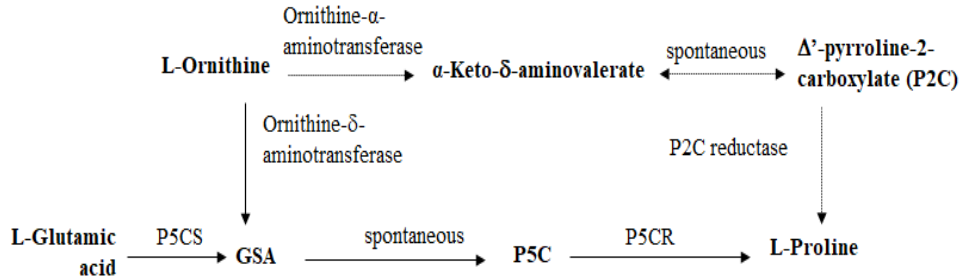 Ornithine-α-
aminotransferase
L-Ornithine
α-Keto-δ-aminovalerate
spontaneous
Δ’-pyrroline-2-
carboxylate (P2C)
Ornithine-δ-
aminotransferase
P2C reductase
L-Glutamic
acid
P5CS
GSA
spontaneous
P5C
P5CR
L-Proline